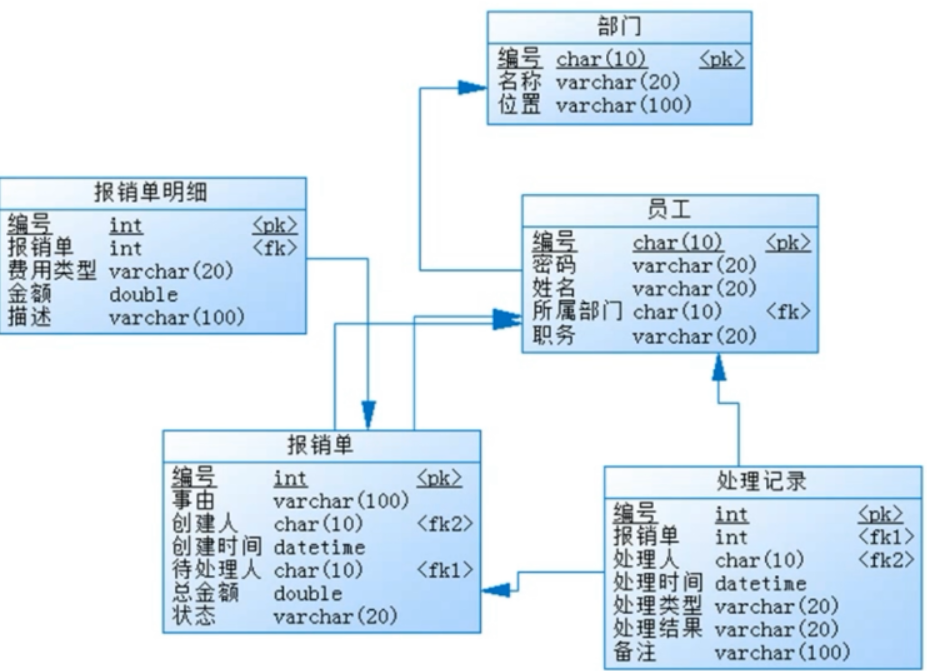 部门
编号 char(10) <pk>
名称 varchar(20)
位置 varchar(100)
报销单明细
编号 int <pk>
报销单 int <fk>
费用类型 varchar(20)
金额 double
描述 varchar(100)
员工
编号 char(10) <pk>
密码 varchar(20)
姓名 varchar(20)
所属部门 char(10) <fk>
职务 varchar(20)
报销单
编号 int <pk>
事由 varchar(100)
创建人 char(10) <fk2>
创建时间 datetime
待处理人 char(10) <fk1>
总金额 double
状态 varchar(20)
处理记录
编号 int <pk>
报销单 int <fk1>
处理人 char(10) <fk2>
处理时间 datetime
处理类型 varchar(20)
处理结果 varchar(20)
备注 varchar(100)